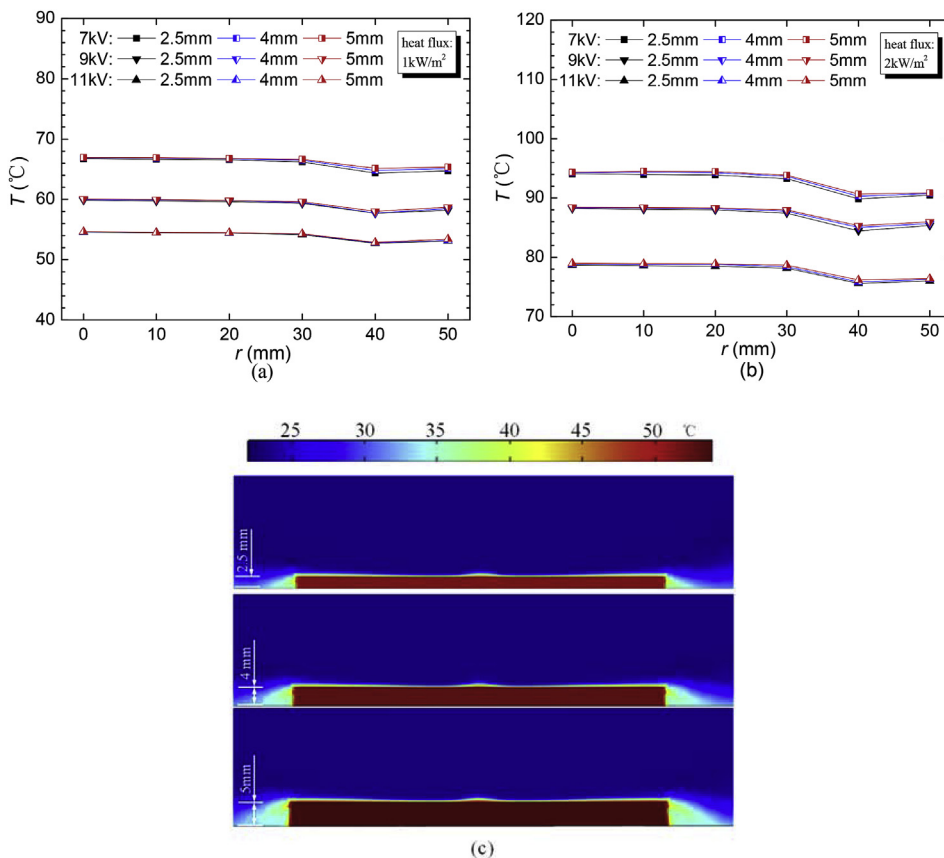 90
80
70
60
50
40
T (℃)
7kV: 2.5mm 4mm 5mm
9kV: 2.5mm 4mm 5mm
11kV: 2.5mm 4mm 5mm
heat flux:
1kW/m²
0 10 20 30 40 50
r (mm)
(a)
120
110
100
90
80
70
T (℃)
7kV: 2.5mm 4mm 5mm
9kV: 2.5mm 4mm 5mm
11kV: 2.5mm 4mm 5mm
heat flux:
2kW/m²
0 10 20 30 40 50
r (mm)
(b)
25 30 35 40 45 50 ℃
2.5 mm
4 mm
5mm
(c)